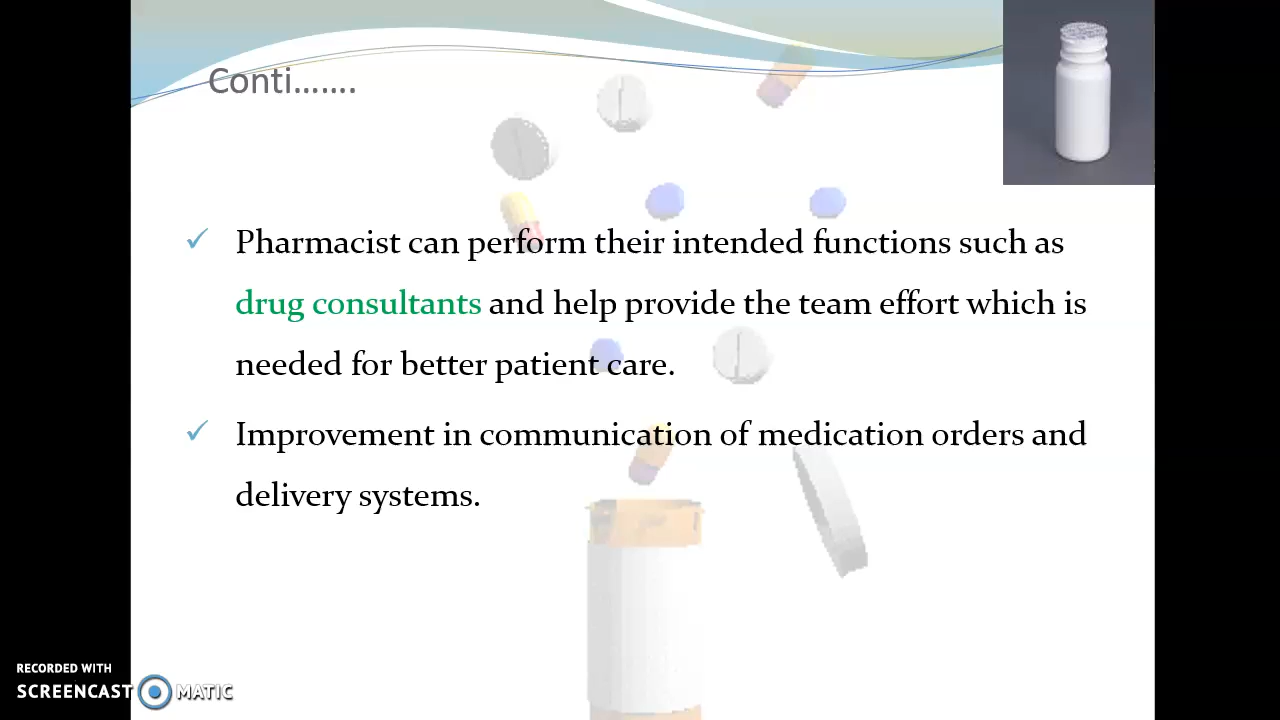 Conti.......
✓ Pharmacist can perform their intended functions such as
drug consultants and help provide the team effort which is
needed for better patient care.
✓ Improvement in communication of medication orders and
delivery systems.
RECORDED WITH
SCREENCAST MATIC